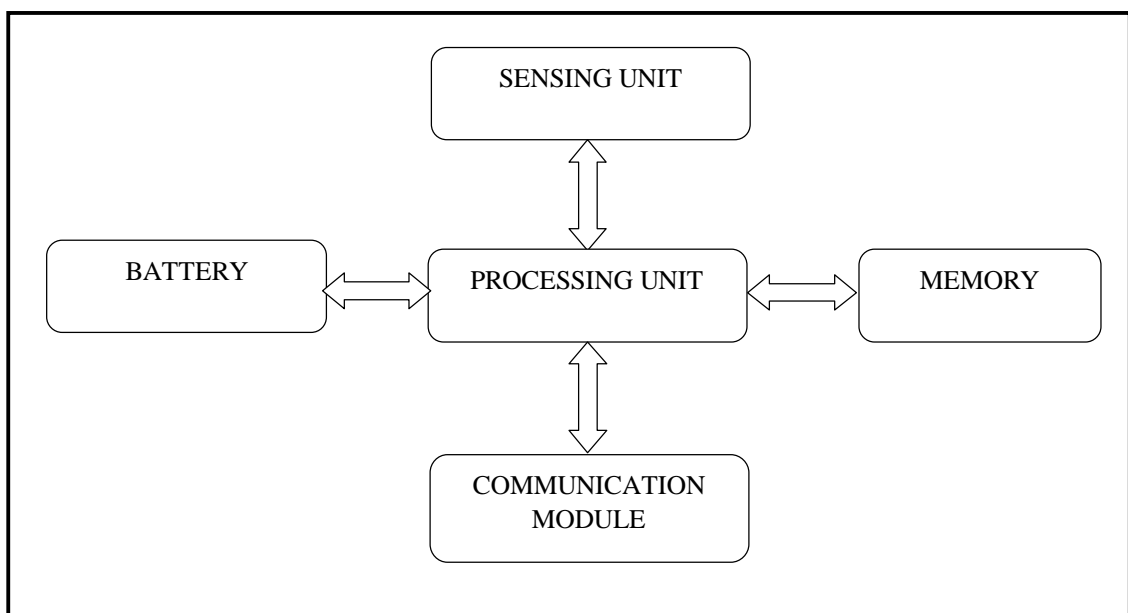 SENSING UNIT
BATTERY
PROCESSING UNIT
MEMORY
COMMUNICATION
MODULE